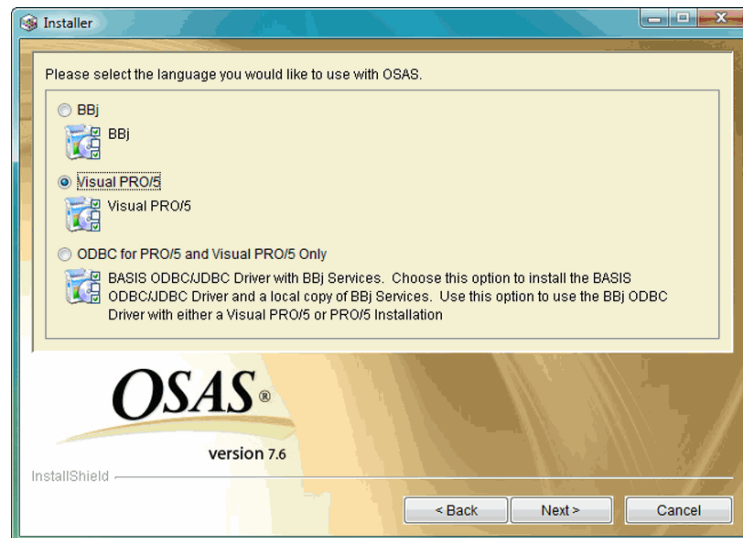 Installer
Please select the language you would like to use with OSAS.
BBj
BBj
Visual PRO/5
Visual PRO/5
ODBC for PRO/5 and Visual PRO/5 Only
BASIS ODBC/JDBC Driver with BBj Services. Choose this option to install the BASIS
ODBC/JDBC Driver and a local copy of BBj Services. Use this option to use the BBj ODBC
Driver with either a Visual PRO/5 or PRO/5 Installation
OSAS®
version 7.6
InstallShield
< Back Next > Cancel